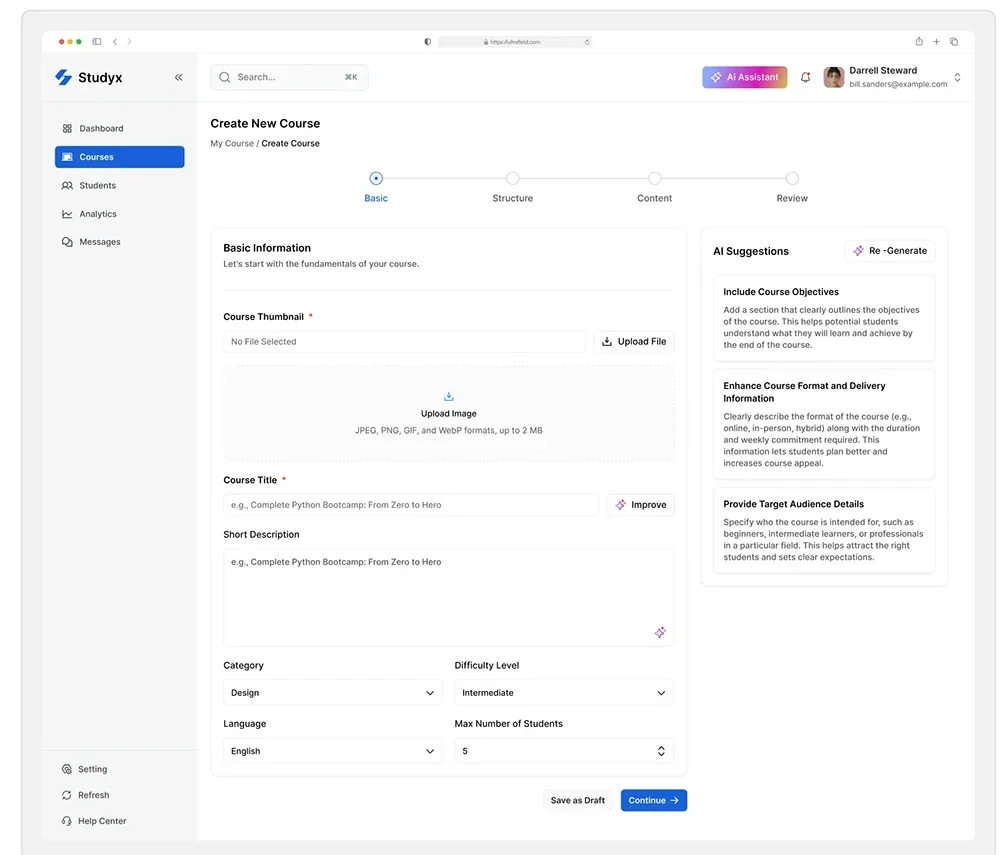 https://ultrafield.com
Studyx
Search...
⌘K
Ai Assistant
Darrell Steward
bill.sanders@example.com
Dashboard
Courses
Students
Analytics
Messages
Setting
Refresh
Help Center
Create New Course
My Course / Create Course
Basic
Structure
Content
Review
Basic Information
Let's start with the fundamentals of your course.
Course Thumbnail *
No File Selected
Upload File
Upload Image
JPEG, PNG, GIF, and WebP formats, up to 2 MB
Course Title *
e.g., Complete Python Bootcamp: From Zero to Hero
Improve
Short Description
e.g., Complete Python Bootcamp: From Zero to Hero
Category
Difficulty Level
Design
Intermediate
Language
Max Number of Students
English
5
Save as Draft
Continue →
AI Suggestions
Re -Generate
Include Course Objectives
Add a section that clearly outlines the objectives
of the course. This helps potential students
understand what they will learn and achieve by
the end of the course.
Enhance Course Format and Delivery
Information
Clearly describe the format of the course (e.g.,
online, in-person, hybrid) along with the duration
and weekly commitment required. This
information lets students plan better and
increases course appeal.
Provide Target Audience Details
Specify who the course is intended for, such as
beginners, intermediate learners, or professionals
in a particular field. This helps attract the right
students and sets clear expectations.